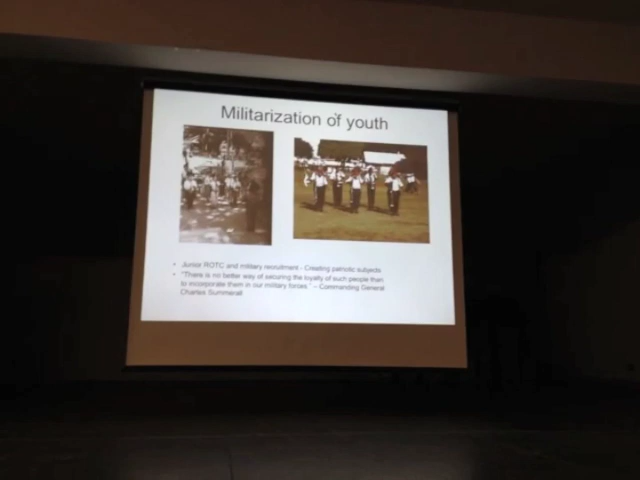 Militarization of youth
• Junior ROTC and military recruitment - Creating patriotic subjects
• "There is no better way of securing the loyalty of such people than
to incorporate them in our military forces." – Commanding General
Charles Summerall